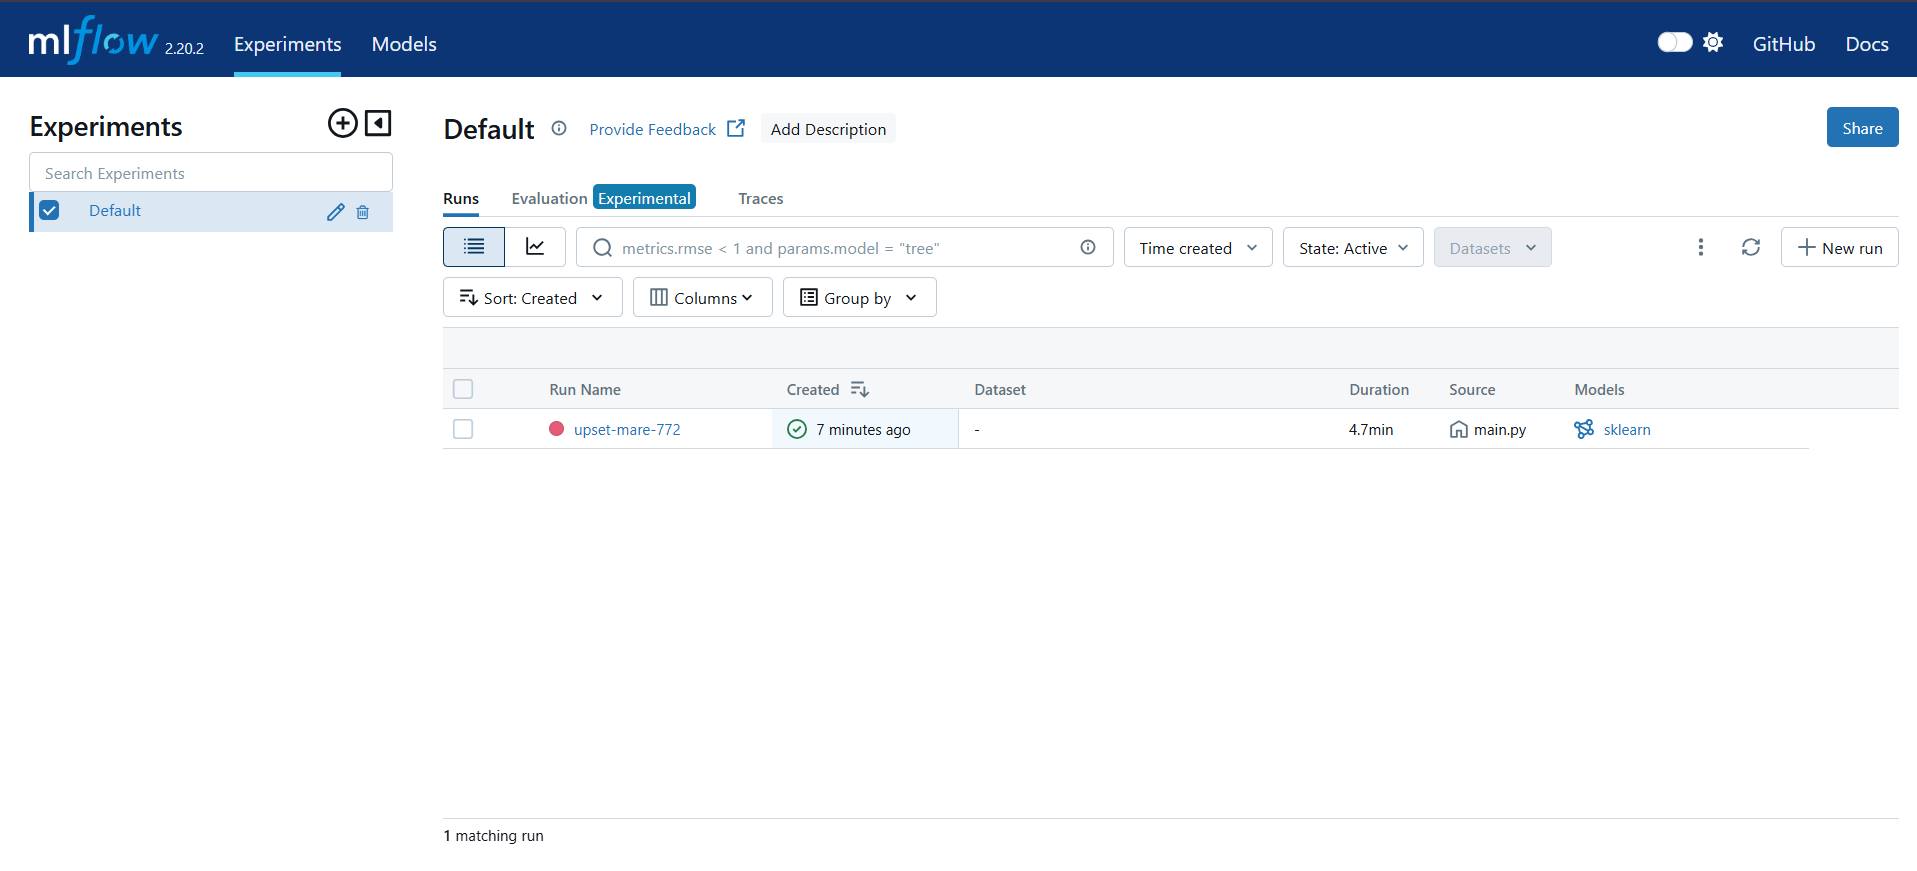 mlflow 2.20.2 Experiments Models GitHub Docs
Experiments
Search Experiments
Default
Default Provide Feedback Add Description Share
Runs Evaluation Experimental Traces
metrics.rmse < 1 and params.model = "tree" Time created State: Active Datasets New run
Sort: Created Columns Group by
Run Name Created Dataset Duration Source Models
upset-mare-772 7 minutes ago - 4.7min main.py sklearn
1 matching run